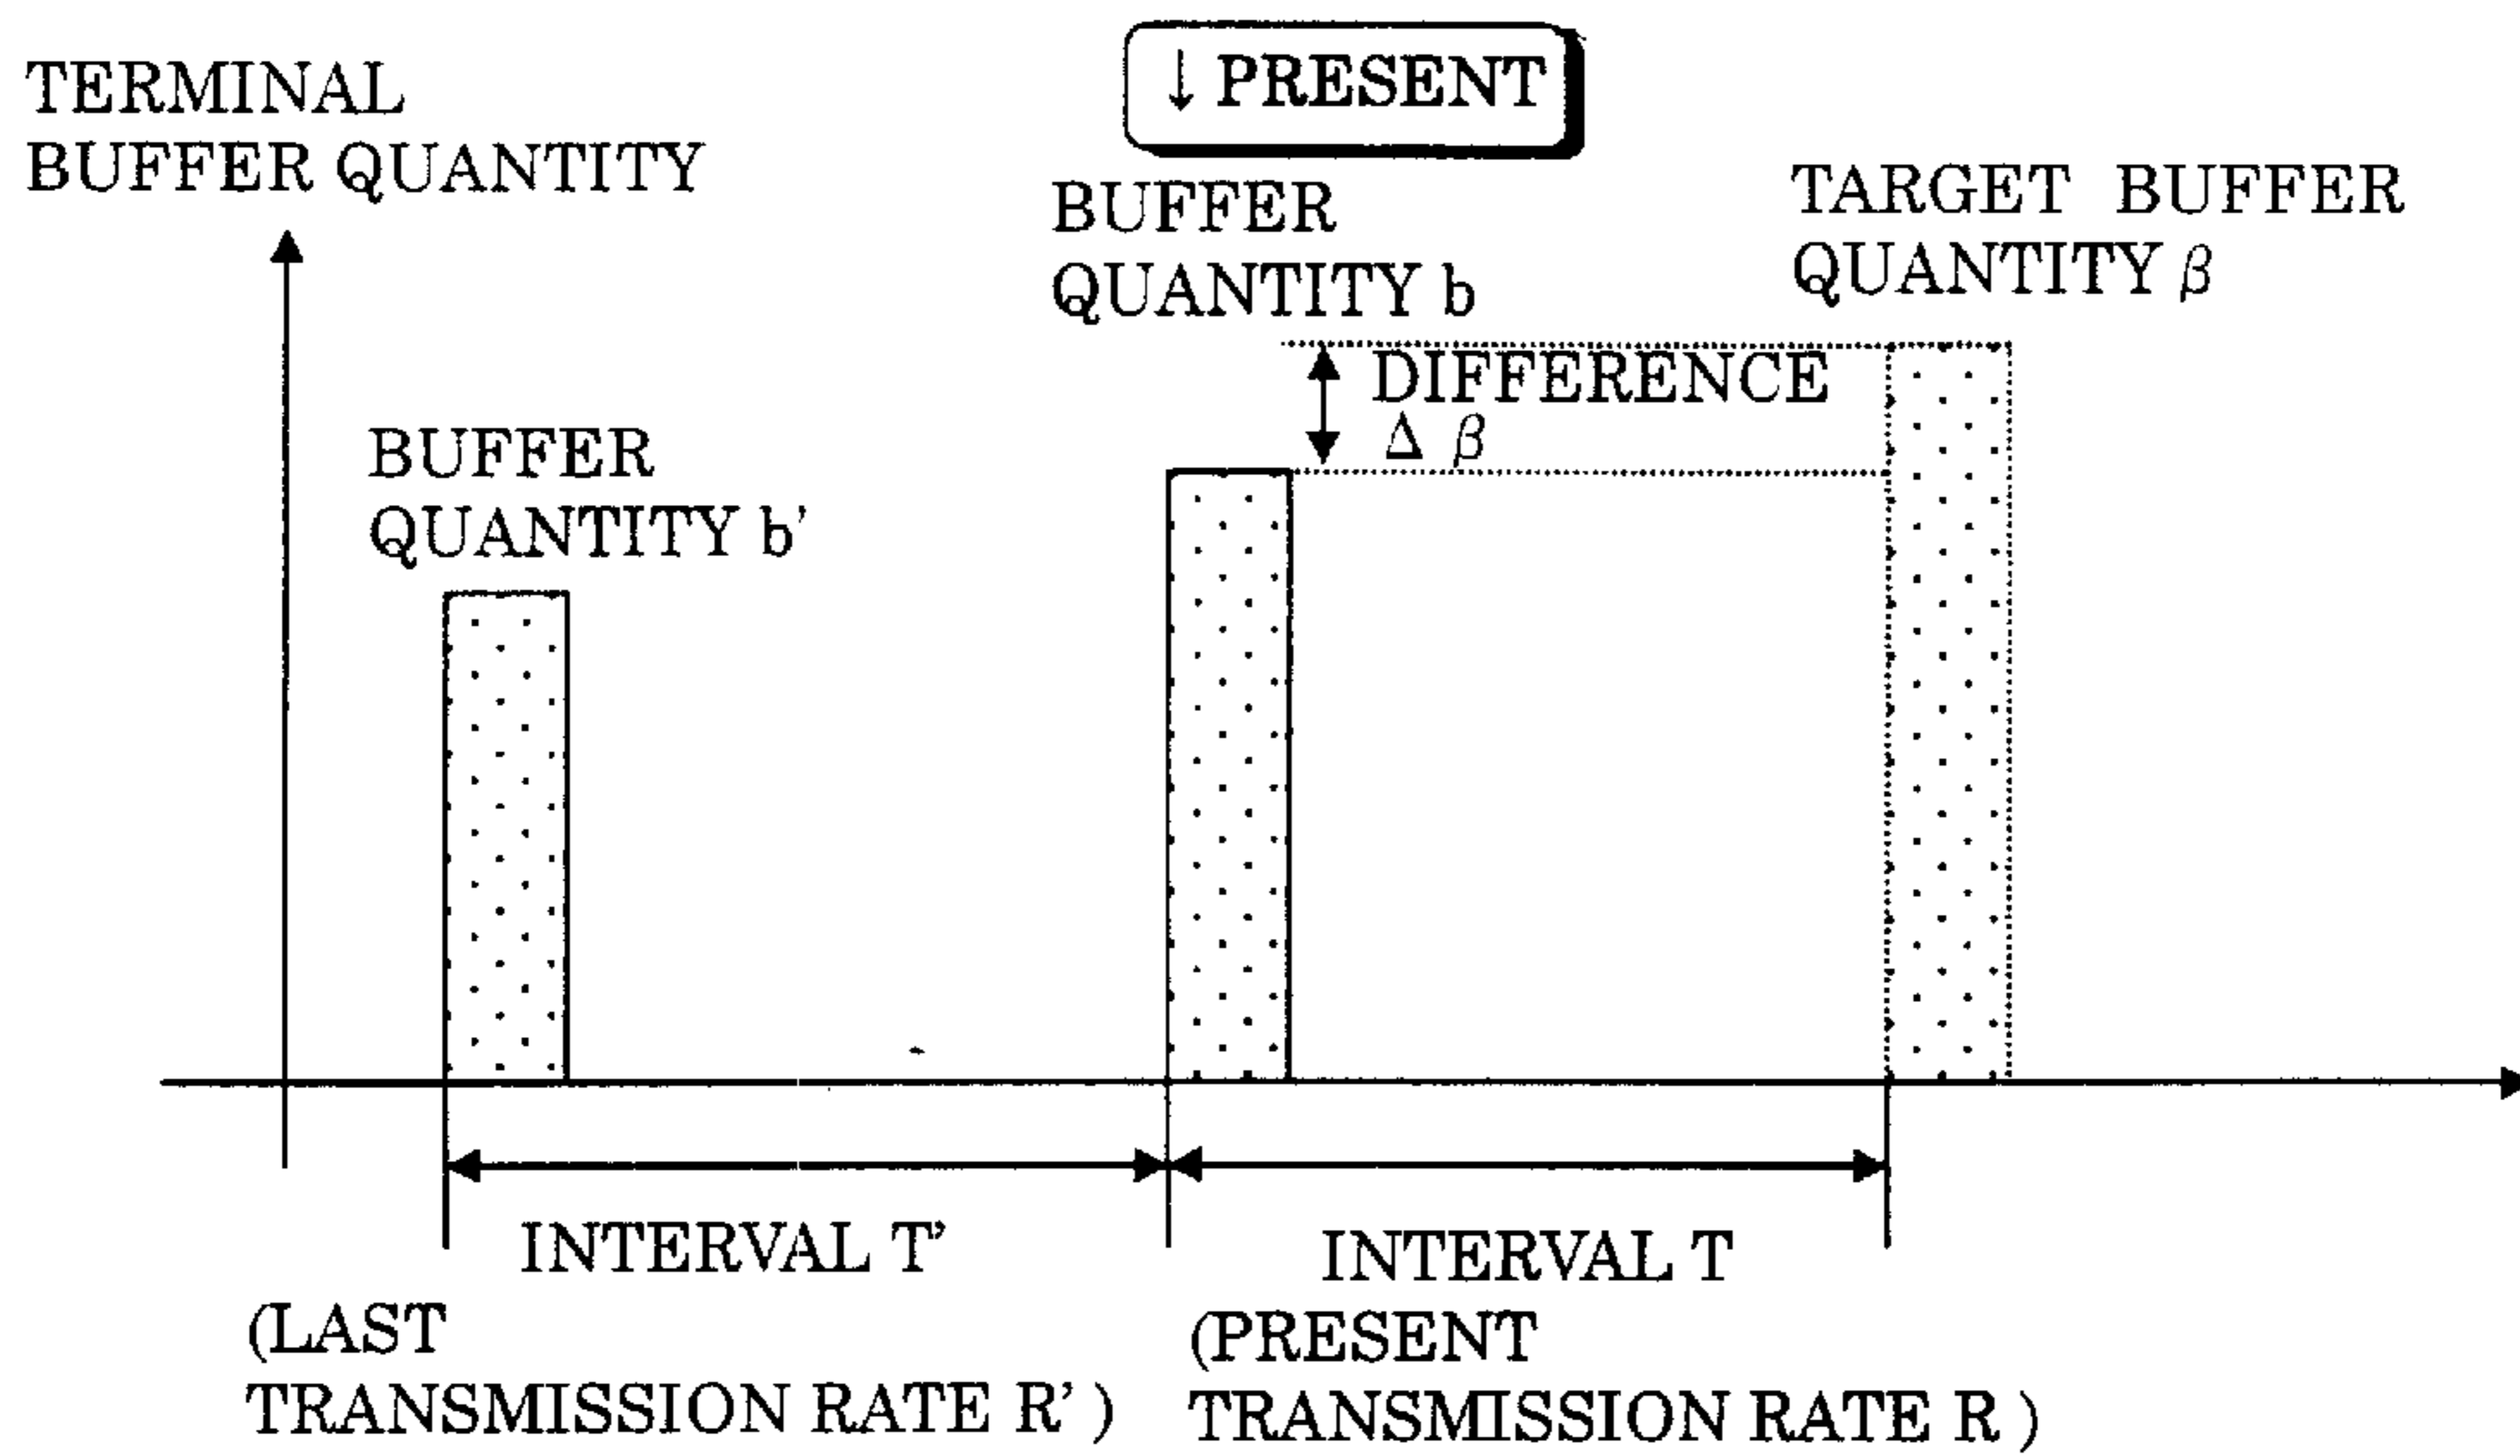 TERMINAL
BUFFER QUANTITY
↓ PRESENT
BUFFER
QUANTITY b
TARGET BUFFER
QUANTITY β
DIFFERENCE
Δ β
BUFFER
QUANTITY b'
INTERVAL T'
INTERVAL T
(LAST
TRANSMISSION RATE R' )
(PRESENT
TRANSMISSION RATE R )